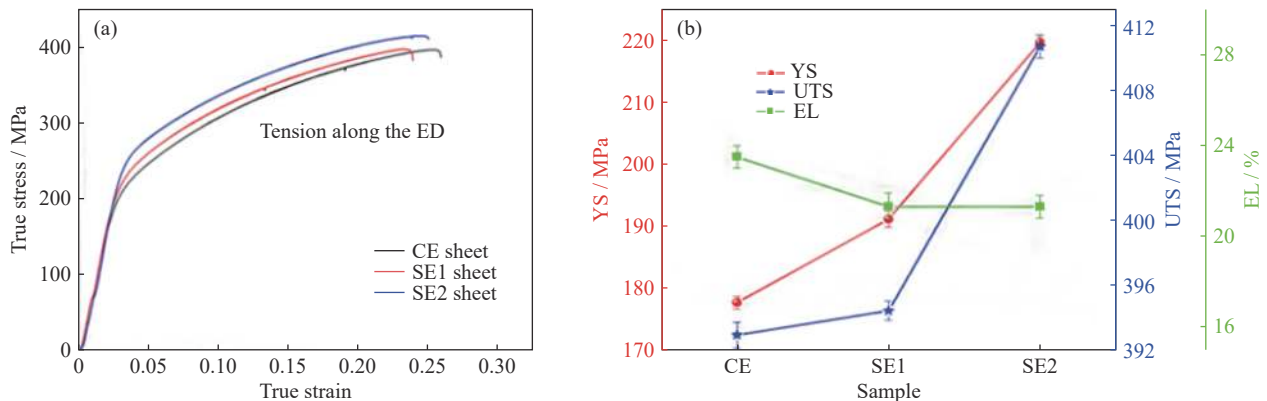 (a)
True stress / MPa
400
300
200
100
0
0
0.05
0.10
0.15
0.20
0.25
0.30
True strain
Tension along the ED
CE sheet
SE1 sheet
SE2 sheet
(b)
YS / MPa
220
210
200
190
180
170
YS
UTS
EL
CE
SE1
SE2
Sample
412
408
404
400
396
392
UTS / MPa
28
24
20
16
EL / %